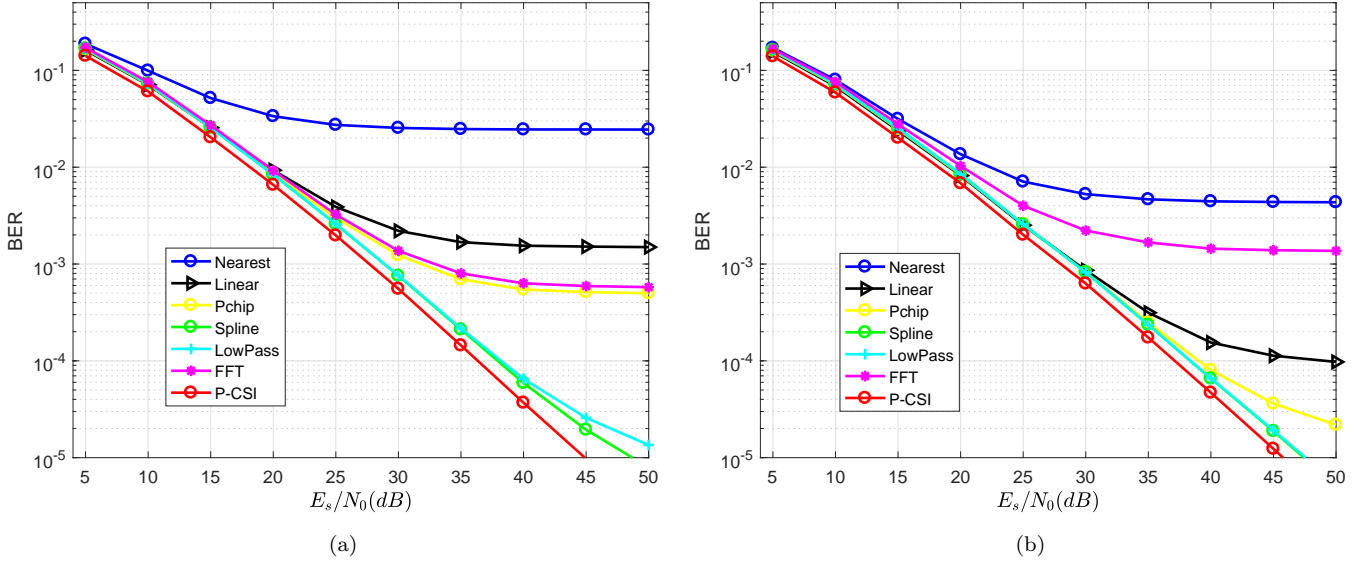 BER
10^{-1}
10^{-2}
10^{-3}
10^{-4}
10^{-5}
Nearest
Linear
Pchip
Spline
LowPass
FFT
P-CSI
5 10 15 20 25 30 35 40 45 50
E_s/N_0(dB)
(a)
BER
10^{-1}
10^{-2}
10^{-3}
10^{-4}
10^{-5}
Nearest
Linear
Pchip
Spline
LowPass
FFT
P-CSI
5 10 15 20 25 30 35 40 45 50
E_s/N_0(dB)
(b)